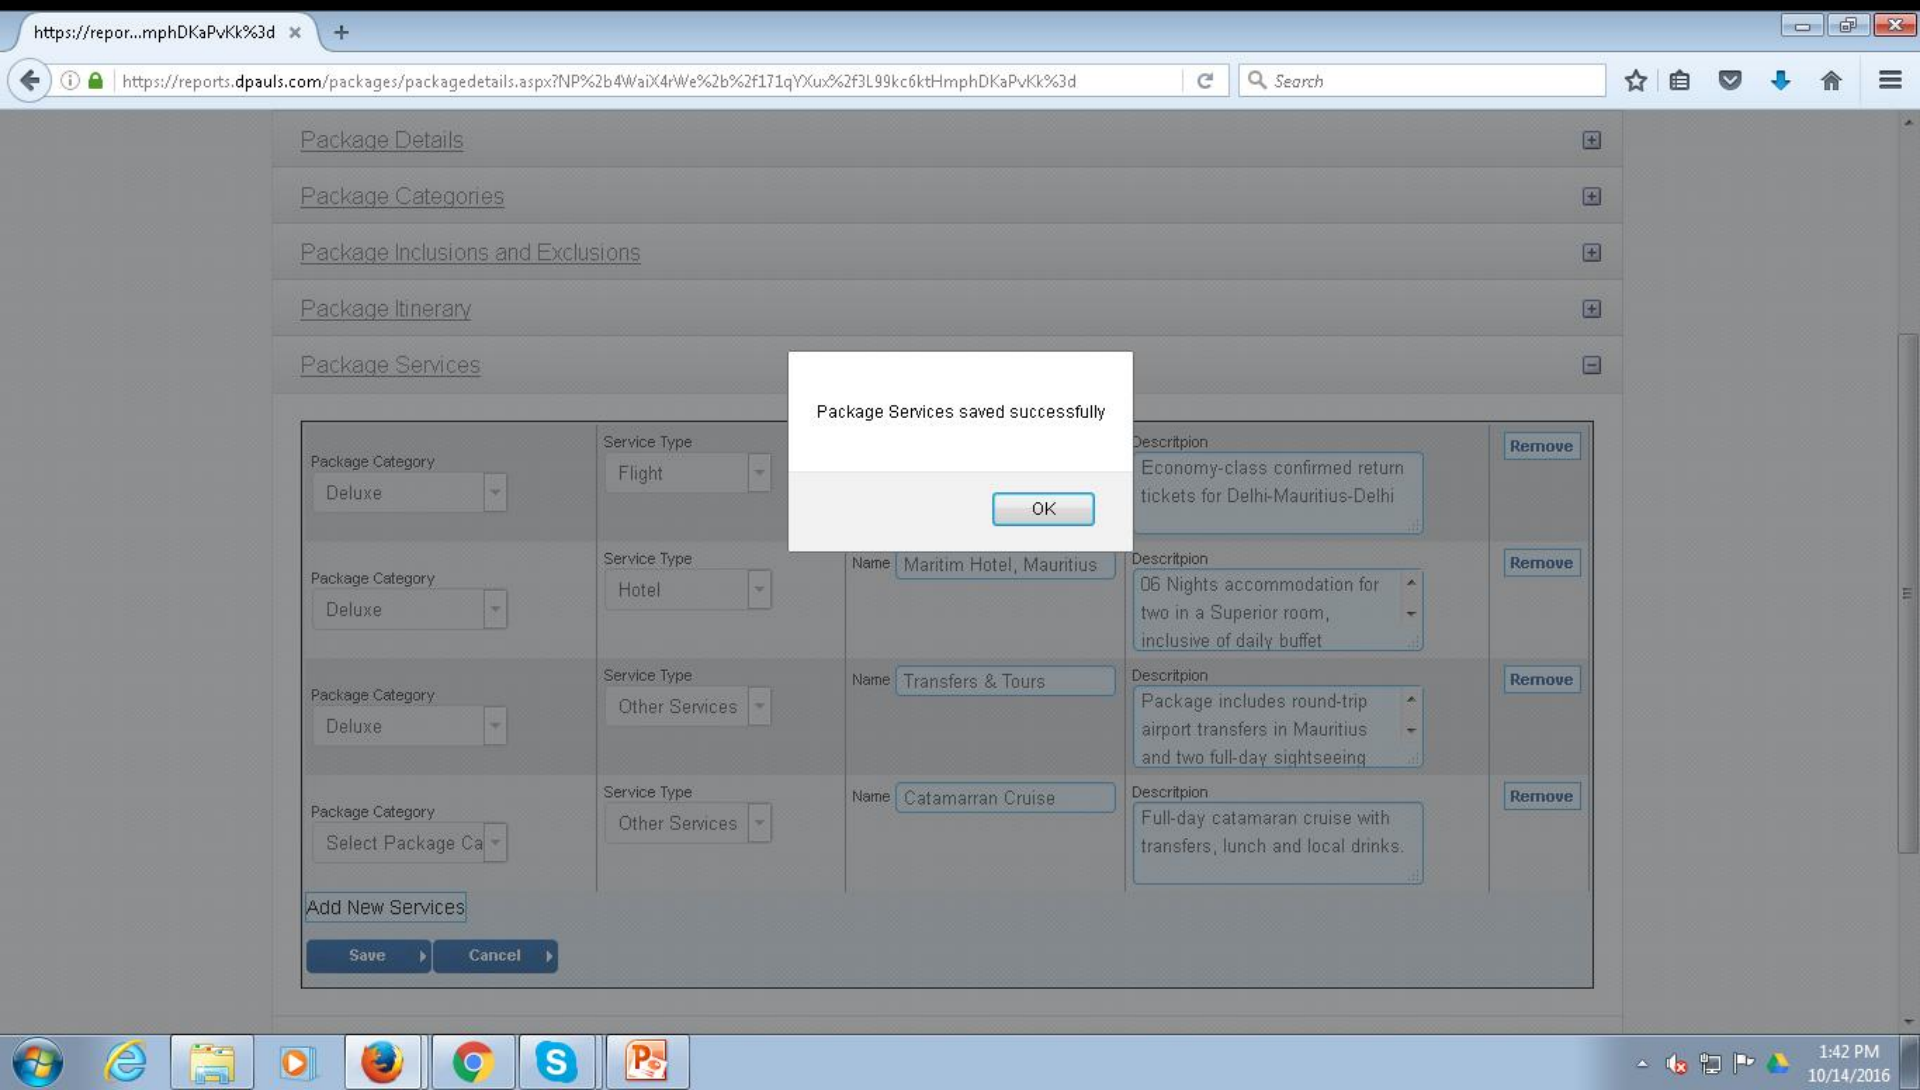 https://repor...mphDKaPvKk%3d
https://reports.dpauls.com/packages/packagedetails.aspx?NP%2b4WaiX4rWe%2b%2f171qYXux%2f3L99kc6ktHmphDKaPvKk%3d
Search
Package Details
Package Categories
Package Inclusions and Exclusions
Package Itinerary
Package Services
Package Services saved successfully
OK
Package Category
Deluxe
Service Type
Flight
Descritpion
Economy-class confirmed return
tickets for Delhi-Mauritius-Delhi
Remove
Package Category
Deluxe
Service Type
Hotel
Name
Maritim Hotel, Mauritius
Descritpion
06 Nights accommodation for
two in a Superior room,
inclusive of daily buffet
Remove
Package Category
Deluxe
Service Type
Other Services
Name
Transfers & Tours
Descritpion
Package includes round-trip
airport transfers in Mauritius
and two full-day sightseeing
Remove
Package Category
Select Package Ca
Service Type
Other Services
Name
Catamarran Cruise
Descritpion
Full-day catamaran cruise with
transfers, lunch and local drinks.
Remove
Add New Services
Save
Cancel
1:42 PM
10/14/2016